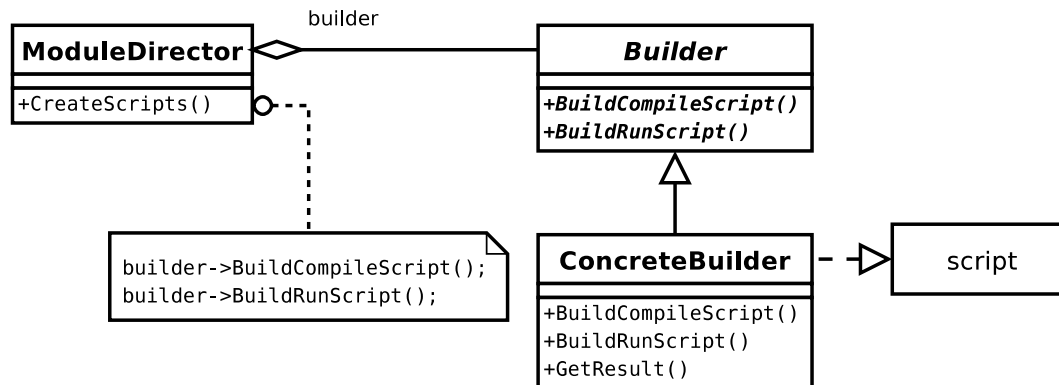 builder
ModuleDirector
+CreateScripts()
Builder
+BuildCompileScript()
+BuildRunScript()
builder->BuildCompileScript();
builder->BuildRunScript();
ConcreteBuilder
+BuildCompileScript()
+BuildRunScript()
+GetResult()
script